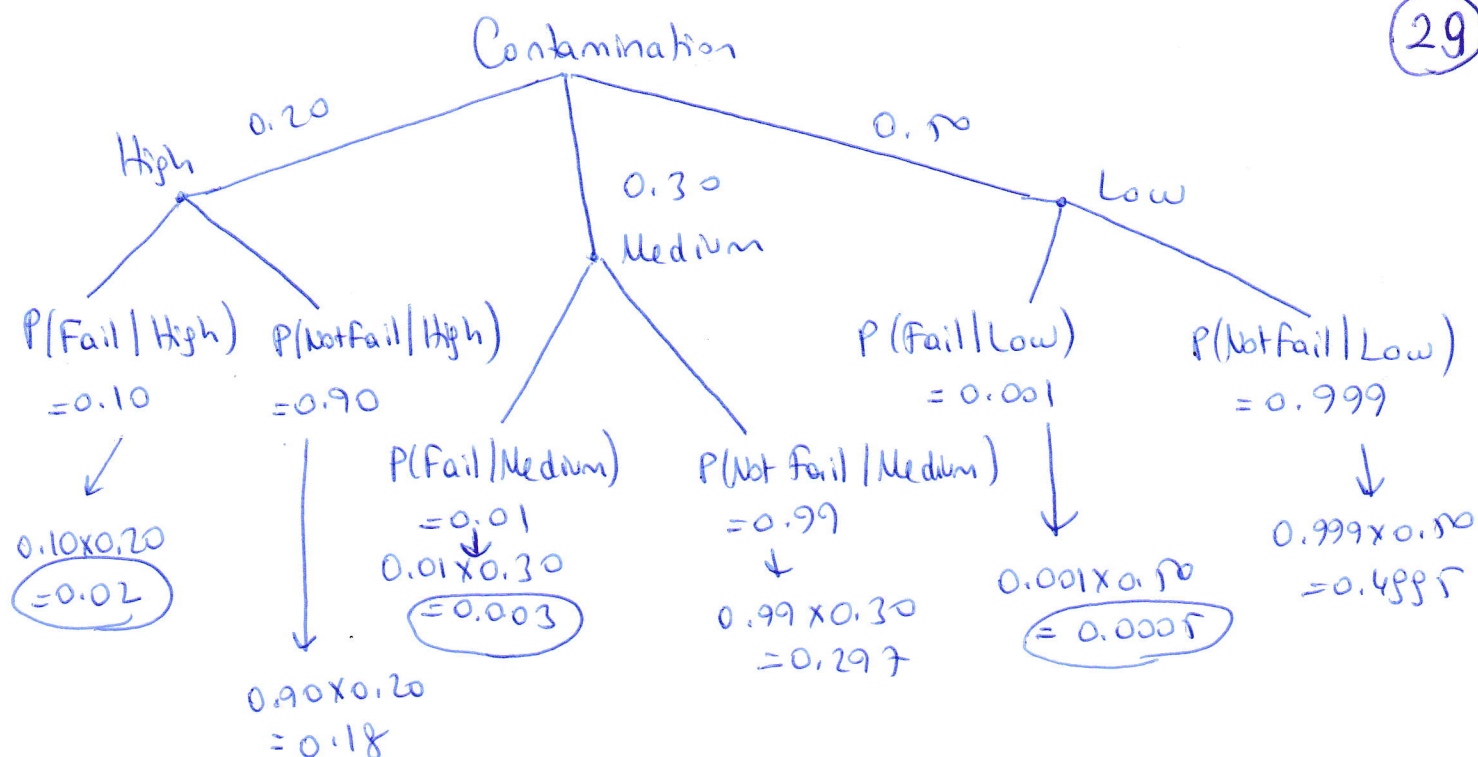 29
Contamination
0.20
0.50
High
0.30
Low
Medium
P(Fail | High)
=0.10
P(NotFail / High)
=0.90
P(Fail | Low)
=0.001
P(NotFail | Low)
=0.999
P(Fail / Medium)
=0.01
P(Not Fail / Medium)
=0.99
0.10x0.20
=0.02
0.01x0.30
=0.003
0.99x0.30
=0.297
0.001x0.50
=0.0005
0.999x0.50
=0.4995
0.90x0.20
=0.18